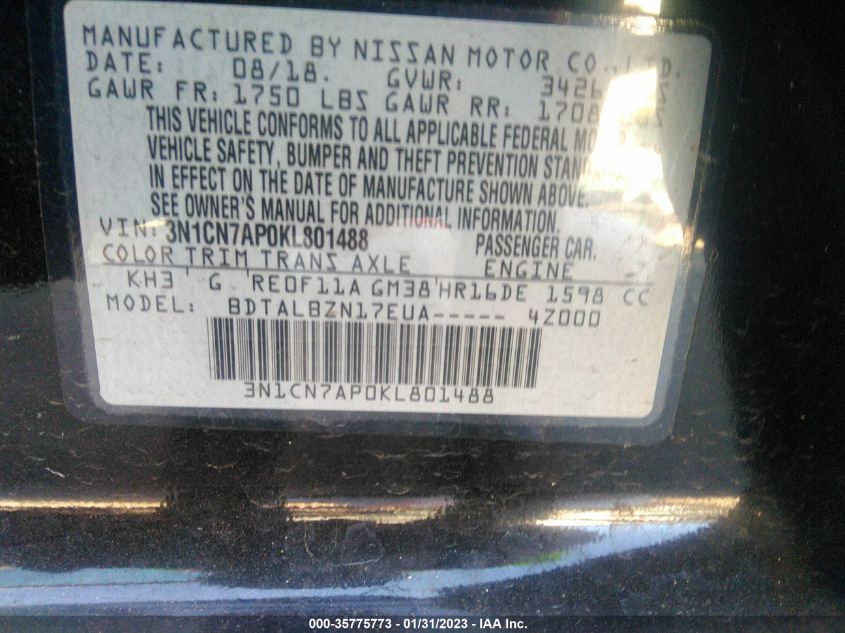 MANUFACTURED BY NISSAN MOTOR CO., LTD.
DATE: 08/18. GVWR: 3426
GAWR FR: 1750 LBS GAWR RR: 1708
THIS VEHICLE CONFORMS TO ALL APPLICABLE FEDERAL
VEHICLE SAFETY, BUMPER AND THEFT PREVENTION
IN EFFECT ON THE DATE OF MANUFACTURE SHOWN ABOVE.
SEE OWNER'S MANUAL FOR ADDITIONAL INFORMATION.
VIN: 3N1CN7AP0KL801488 PASSENGER CAR.
COLOR TRIM TRANS AXLE ENGINE
KH3 G RE0F11A GM38 HR16DE 1598 CC
MODEL: BDTALBZN17EUA----- 4Z000
3N1CN7AP0KL801488
000-35775773 - 01/31/2023 - IAA Inc.